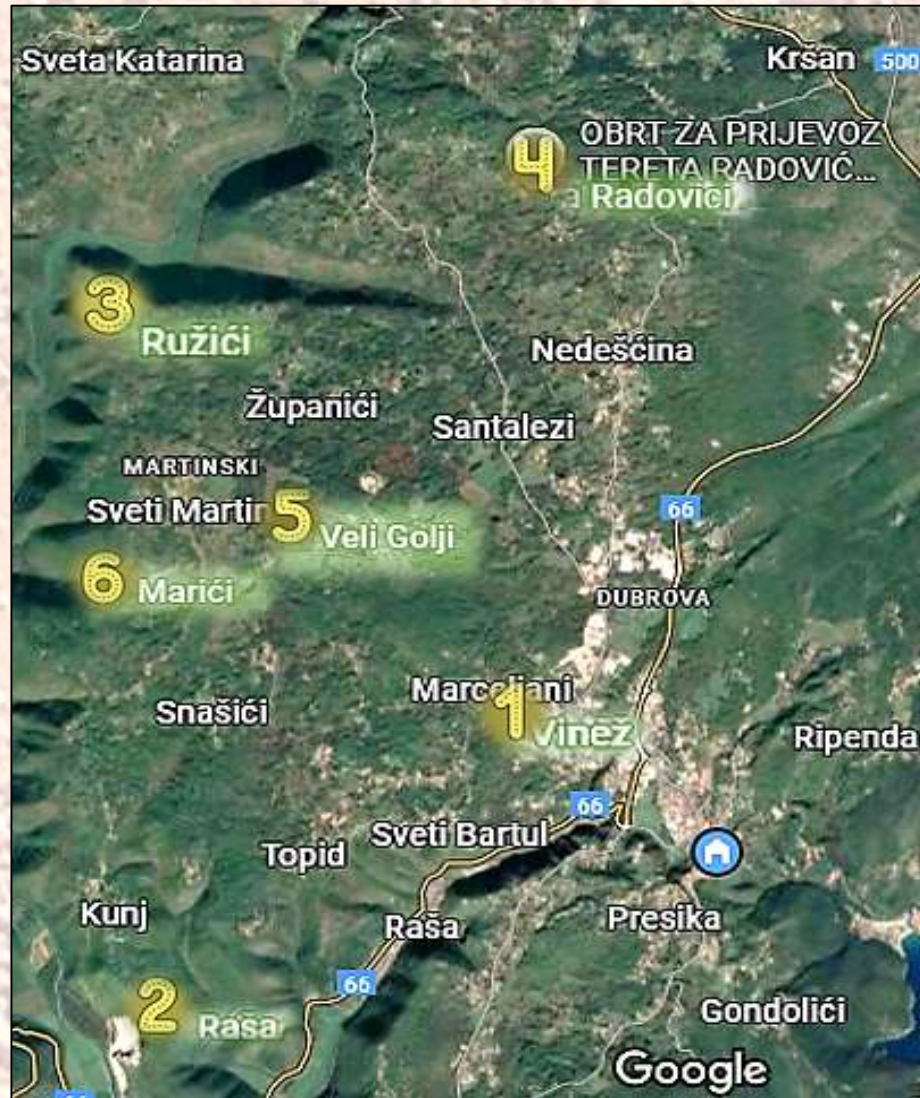 Sveta Katarina
Kršan
500
4
OBRT ZA PRIJEVOZ
TERETA RADOVIĆ...
Radovići
3
Ružići
Nedešćina
Županići
Santalezi
MARTINSKI
66
Sveti Martin
5
Veli Golji
6
Marići
DUBROVA
Marceljani
Snašići
1
Vinež
Ripenda
66
Sveti Bartul
Topid
Kunj
Raša
Presika
66
2
Raša
Gondolići
Google